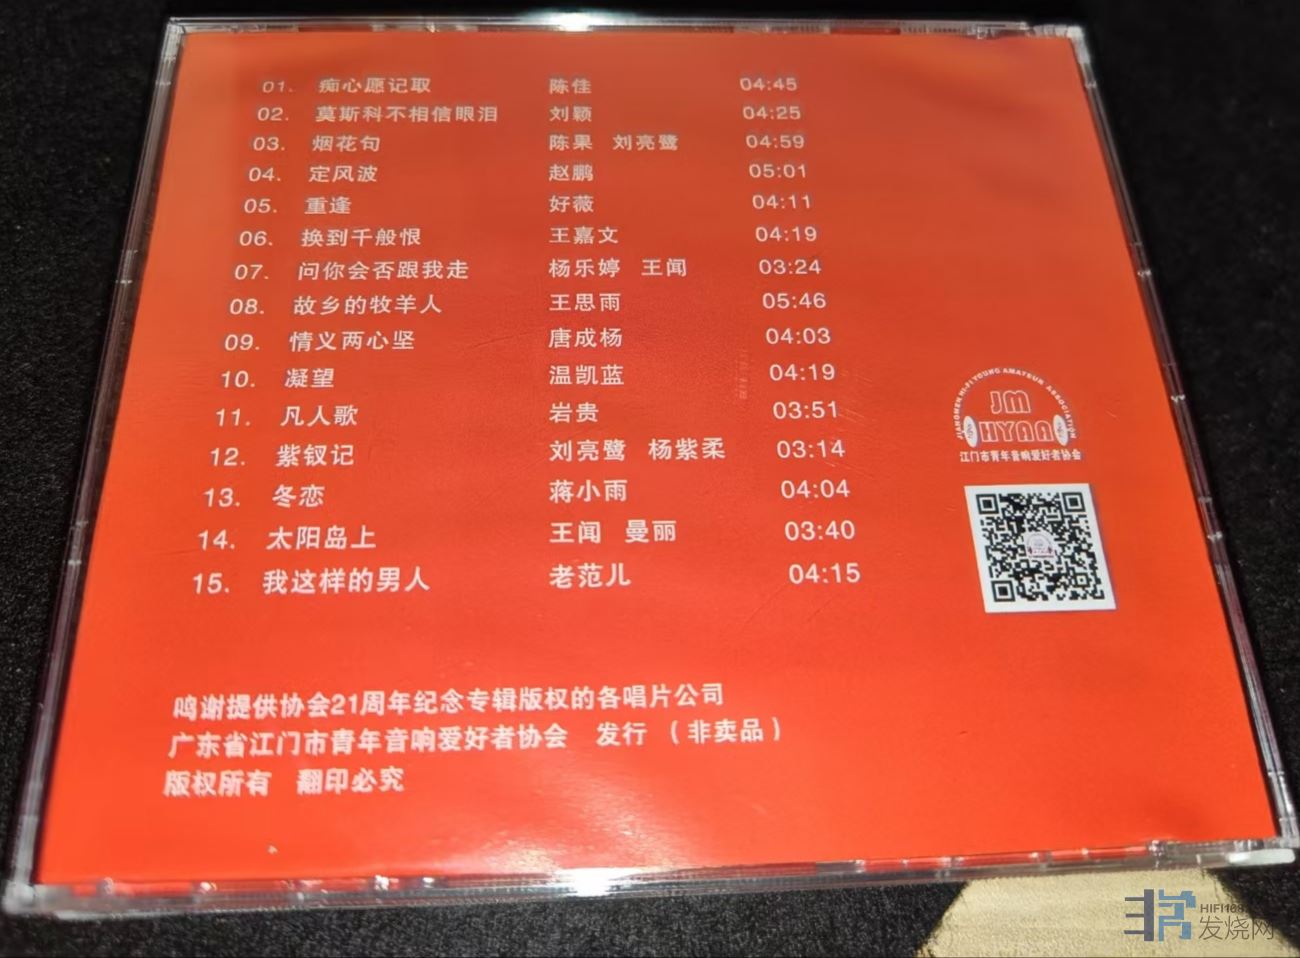 01. 痴心愿记取 陈佳 04:45
02. 莫斯科不相信眼泪 刘颖 04:25
03. 烟花句 陈果 刘亮鹭 04:59
04. 定风波 赵鹏 05:01
05. 重逢 好薇 04:11
06. 换到千般恨 王嘉文 04:19
07. 问你会否跟我走 杨乐婷 王闻 03:24
08. 故乡的牧羊人 王思雨 05:46
09. 情义两心坚 唐成杨 04:03
10. 凝望 温凯蓝 04:19
11. 凡人歌 岩贵 03:51
12. 紫钗记 刘亮鹭 杨紫柔 03:14
13. 冬恋 蒋小雨 04:04
14. 太阳岛上 王闻 曼丽 03:40
15. 我这样的男人 老范儿 04:15
JIANGMEN HI-FI YOUNG AMATEUR ASSOCIATION
JM
HYAA
江门市青年音响爱好者协会
鸣谢提供协会21周年纪念专辑版权的各唱片公司
广东省江门市青年音响爱好者协会 发行 (非卖品)
版权所有 翻印必究
发烧网